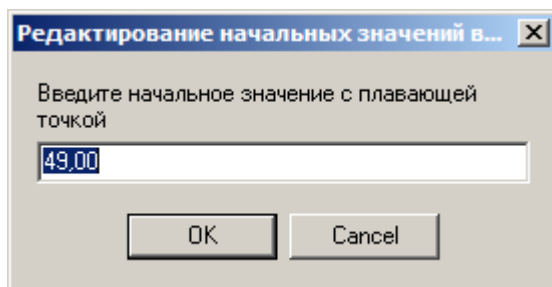 Редактирование начальных значений в...
Введите начальное значение с плавающей
точкой
49,00
OK
Cancel